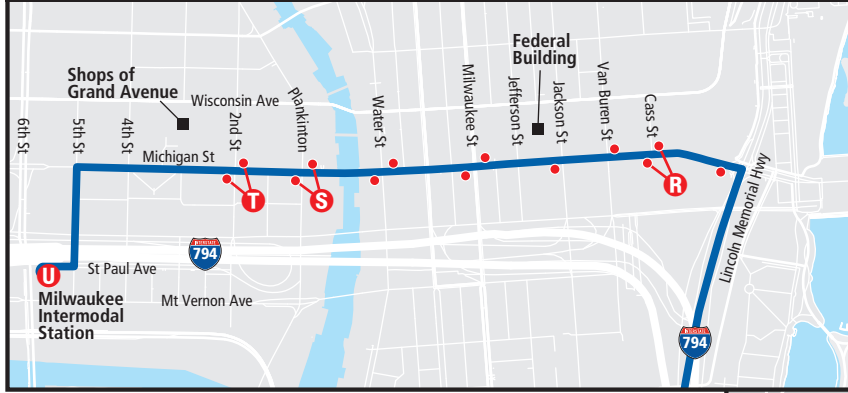 Federal
Building
Shops of
Grand Avenue
Wisconsin Ave
6th St
5th St
4th St
2nd St
Plankinton
Water St
Milwaukee St
Jefferson St
Jackson St
Van Buren St
Cass St
Michigan St
T
S
R
Lincoln Memorial Hwy
INTERSTATE
794
U
St Paul Ave
Milwaukee
Intermodal
Station
Mt Vernon Ave
INTERSTATE
794